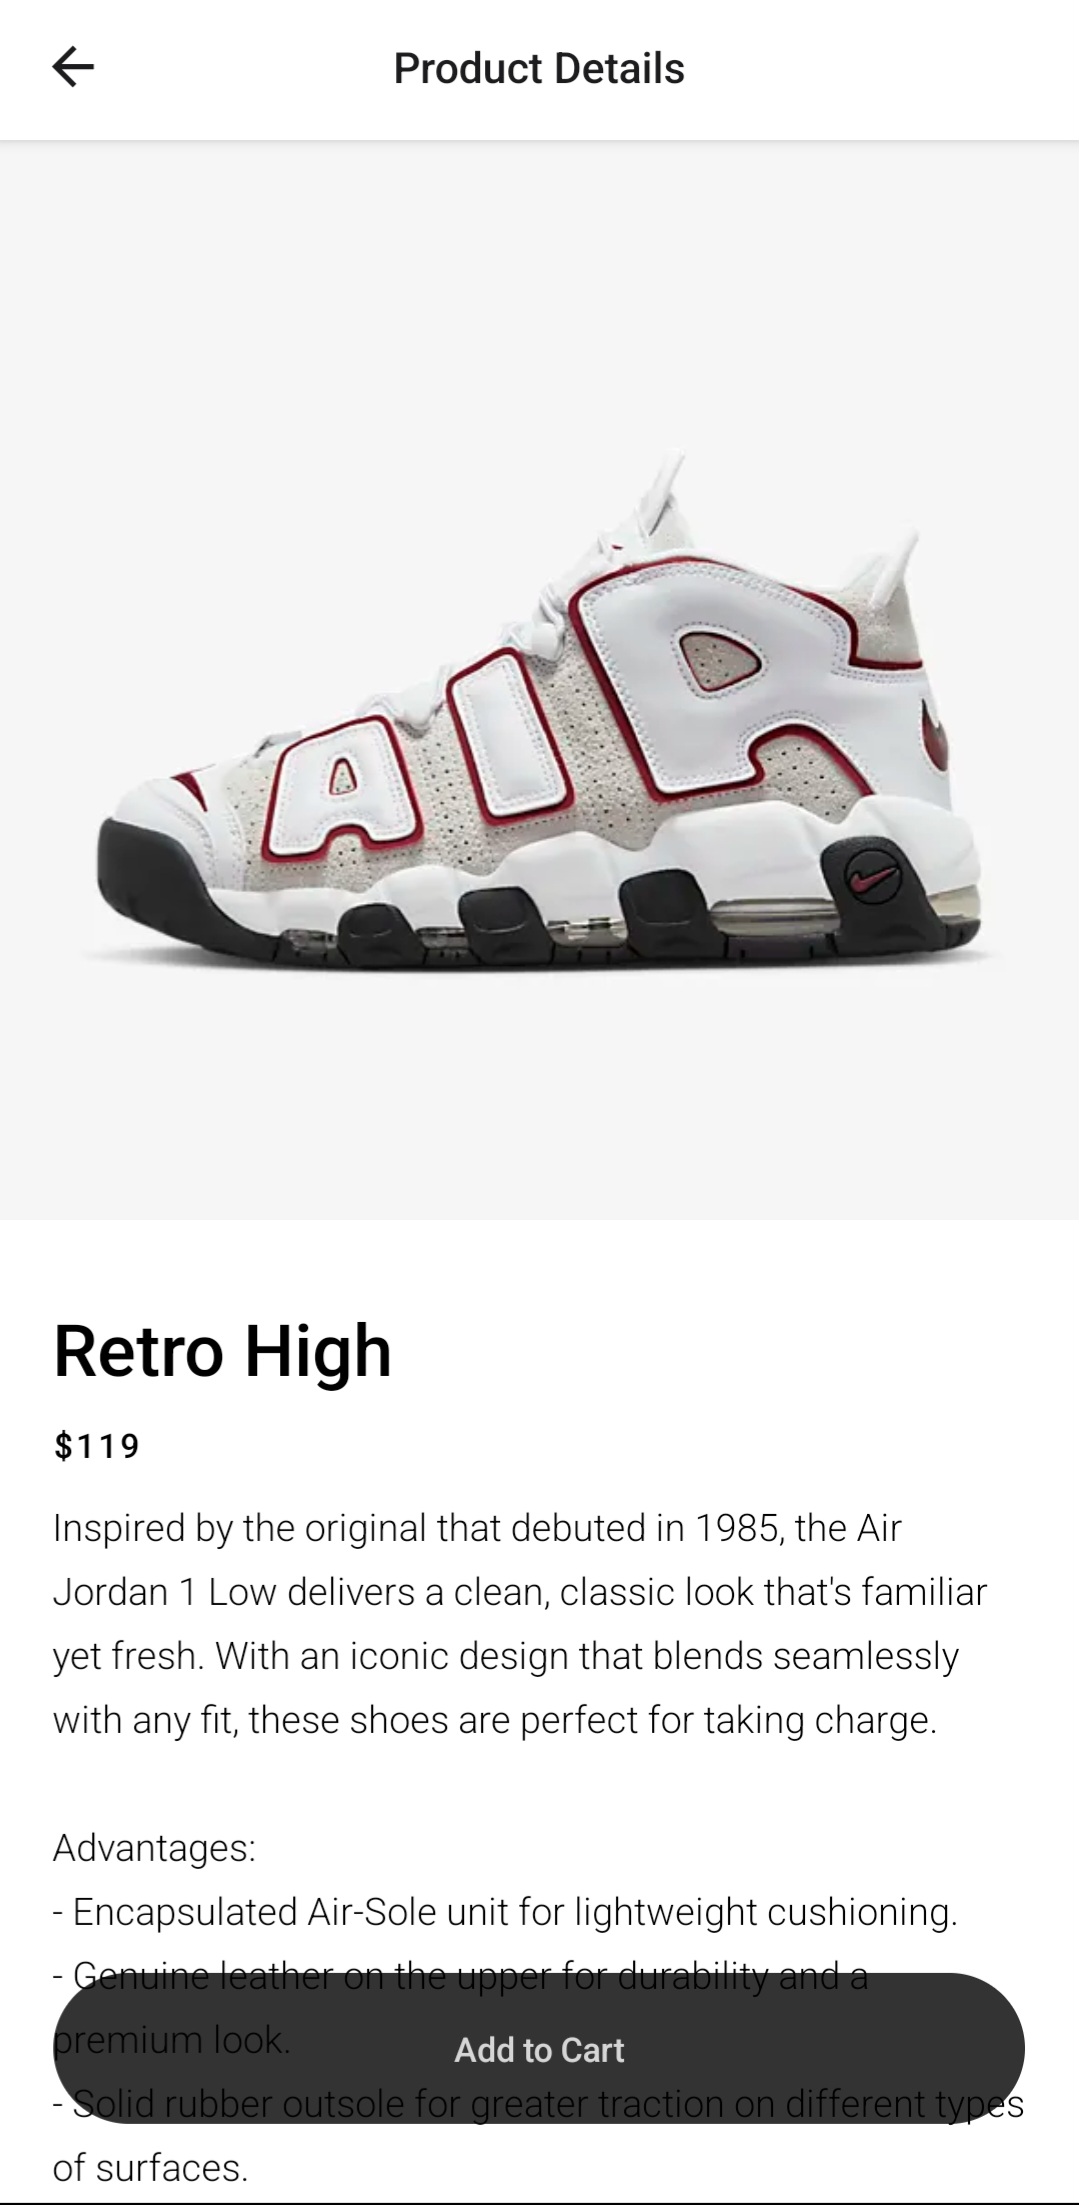 Product Details
AIR
Retro High
$119
Inspired by the original that debuted in 1985, the Air
Jordan 1 Low delivers a clean, classic look that's familiar
yet fresh. With an iconic design that blends seamlessly
with any fit, these shoes are perfect for taking charge.
Advantages:
- Encapsulated Air-Sole unit for lightweight cushioning.
- Genuine leather on the upper for durability and a
premium look.
Add to Cart
- Solid rubber outsole for greater traction on different types
of surfaces.